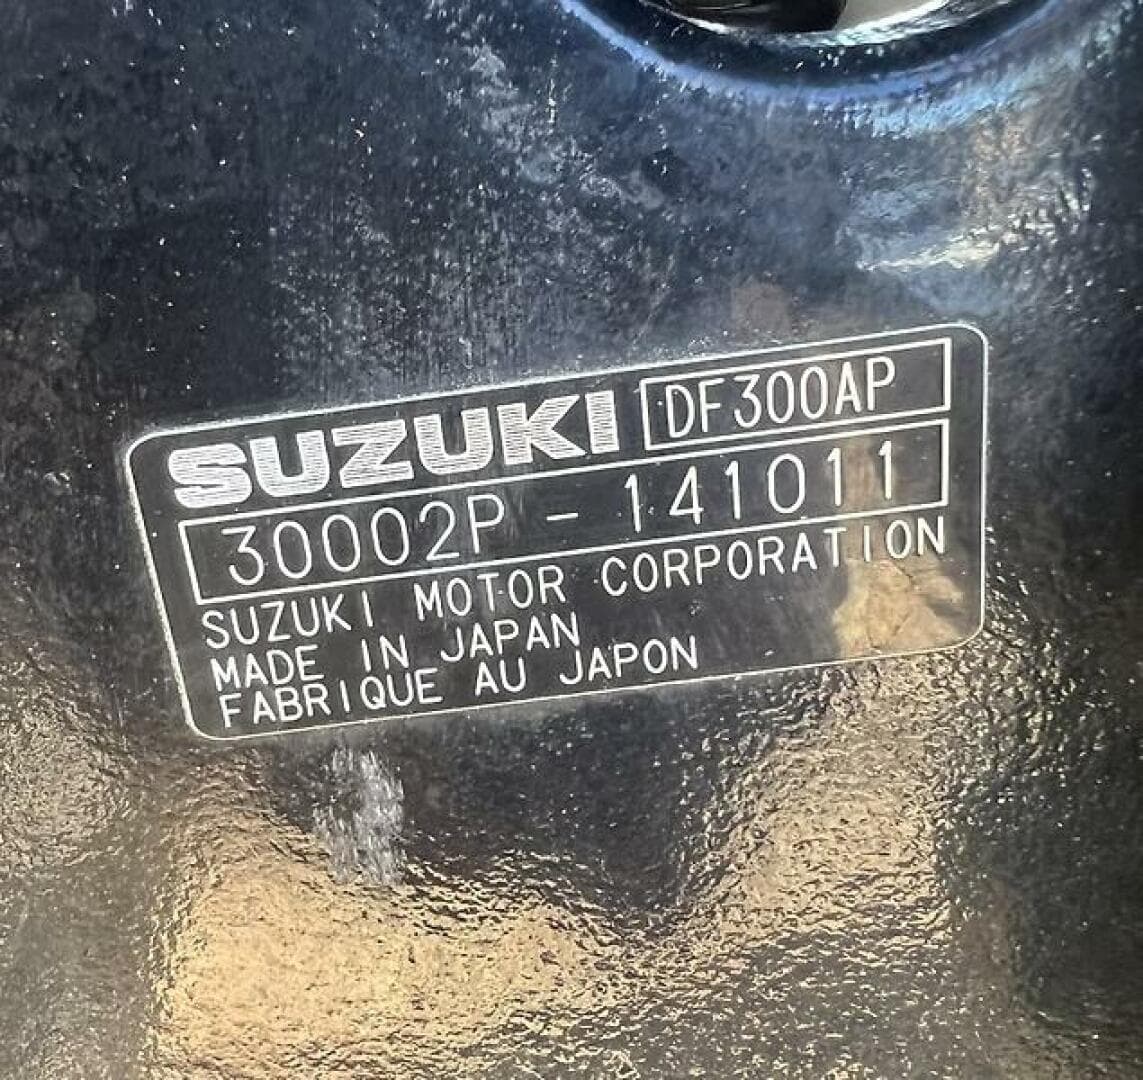 SUZUKI DF300AP
30002P - 141011
SUZUKI MOTOR CORPORATION
MADE IN JAPAN
FABRIQUE AU JAPON